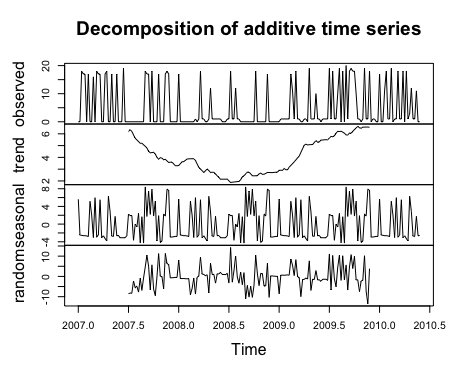 Decomposition of additive time series
observed
0 10 20
trend
2 4 6
seasonal
-4 0 4 8
random
-10 0 10
2007.0 2007.5 2008.0 2008.5 2009.0 2009.5 2010.0 2010.5
Time